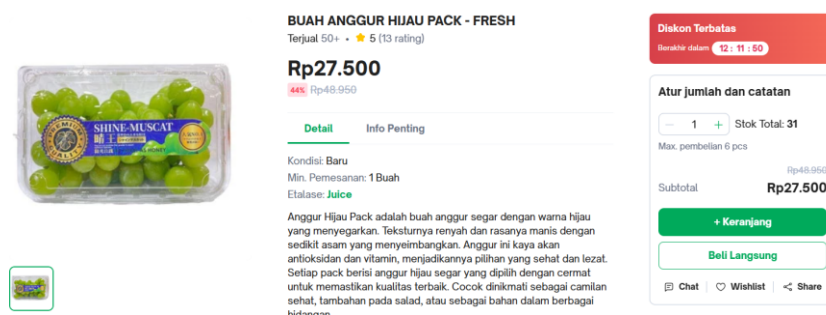 BUAH ANGGUR HIJAU PACK - FRESH
Terjual 50+ • 5 (13 rating)
Rp27.500
44% Rp48.950
Detail Info Penting
Kondisi: Baru
Min. Pemesanan: 1 Buah
Etalase: Juice
Anggur Hijau Pack adalah buah anggur segar dengan warna hijau
yang menyegarkan. Teksturnya renyah dan rasanya manis dengan
sedikit asam yang menyeimbangkan. Anggur ini kaya akan
antioksidan dan vitamin, menjadikannya pilihan yang sehat dan lezat.
Setiap pack berisi anggur hijau segar yang dipilih dengan cermat
untuk memastikan kualitas terbaik. Cocok dinikmati sebagai camilan
sehat, tambahan pada salad, atau sebagai bahan dalam berbagai
hidangan
PREMIUM
SHINE-MUSCAT
晴王
Diskon Terbatas
Berakhir dalam 12 : 11 : 50
Atur jumlah dan catatan
1 + Stok Total: 31
Max. pembelian 6 pcs
Rp48.950
Subtotal Rp27.500
+ Keranjang
Beli Langsung
Chat Wishlist Share